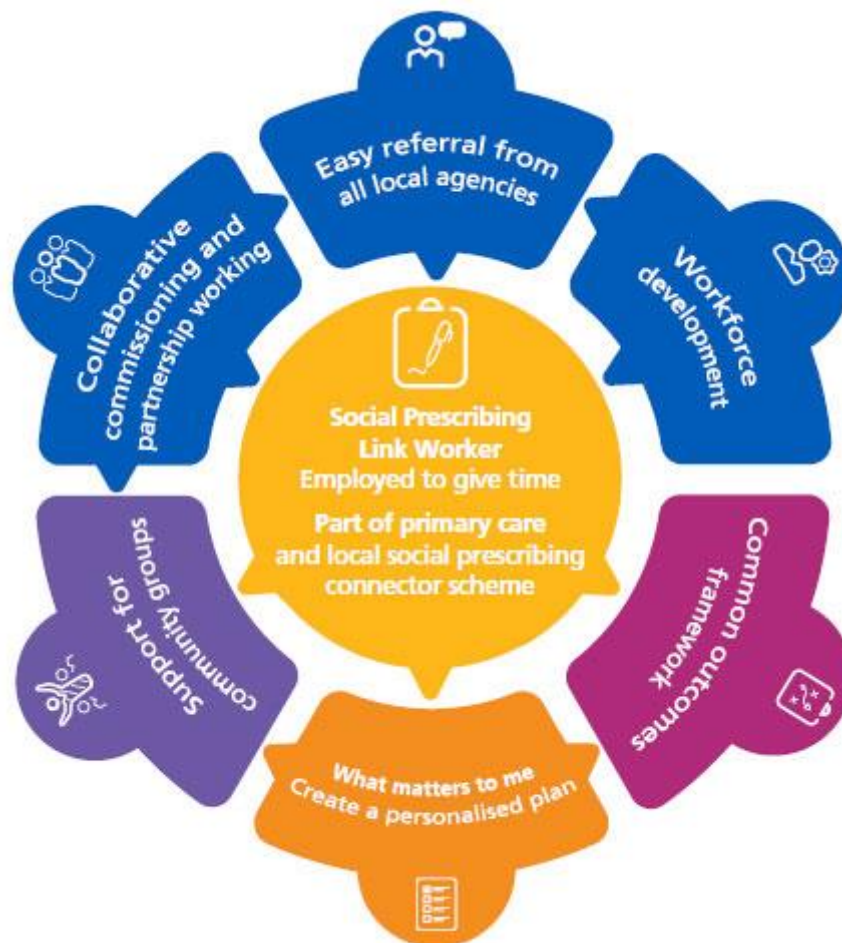 Easy referral from
all local agencies
Workforce
development
Common outcomes
framework
What matters to me
Create a personalised plan
Support for
community groups
Collaborative
commissioning and
partnership working
Social Prescribing
Link Worker
Employed to give time
Part of primary care
and local social prescribing
connector scheme